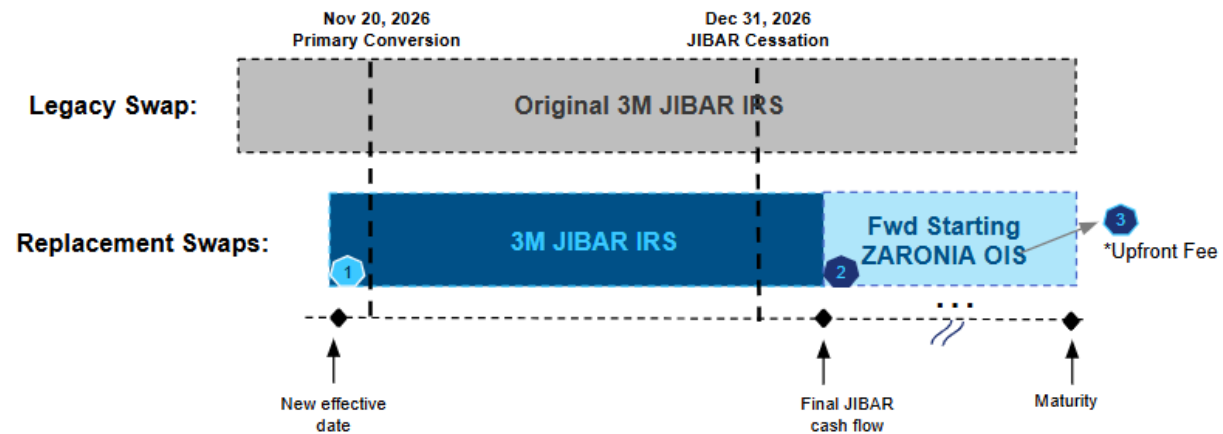 Nov 20, 2026
Primary Conversion
Dec 31, 2026
JIBAR Cessation
Legacy Swap:
Original 3M JIBAR IRS
Replacement Swaps:
3M JIBAR IRS
Fwd Starting
ZARONIA OIS
3
*Upfront Fee
1
2
...
New effective
date
Final JIBAR
cash flow
Maturity